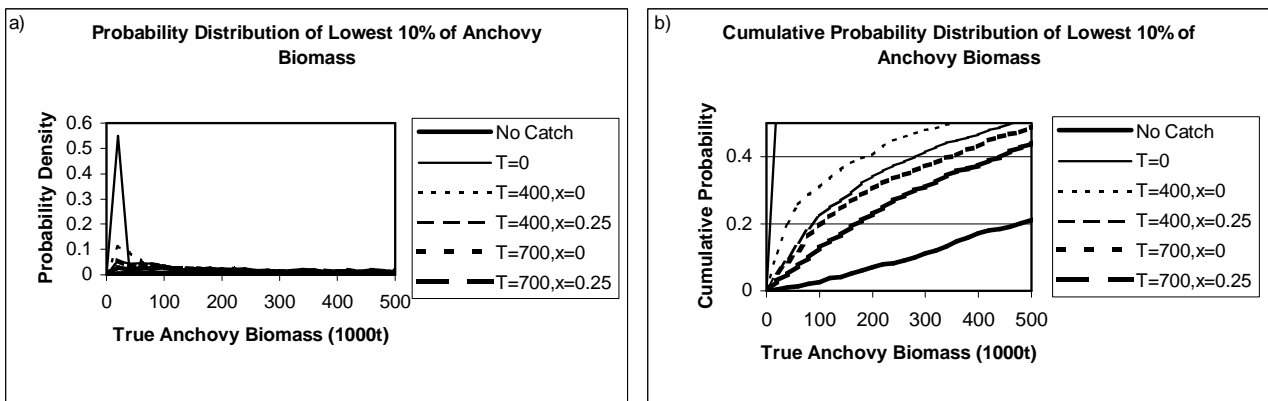 a)
Probability Distribution of Lowest 10% of Anchovy
Biomass
Probability Density
0.6
0.5
0.4
0.3
0.2
0.1
0
0 100 200 300 400 500
True Anchovy Biomass (1000t)
No Catch
T=0
T=400,x=0
T=400,x=0.25
T=700,x=0
T=700,x=0.25
b)
Cumulative Probability Distribution of Lowest 10% of
Anchovy Biomass
Cumulative Probability
0.4
0.2
0
0 100 200 300 400 500
True Anchovy Biomass (1000t)
No Catch
T=0
T=400,x=0
T=400,x=0.25
T=700,x=0
T=700,x=0.25